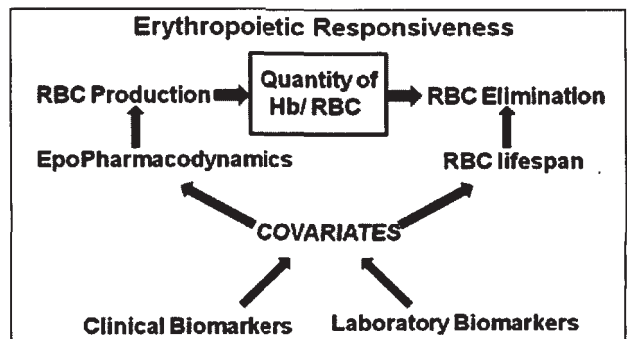 Erythropoietic Responsiveness
RBC Production
Quantity of
Hb/ RBC
RBC Elimination
EpoPharmacodynamics
RBC lifespan
COVARIATES
Clinical Biomarkers
Laboratory Biomarkers